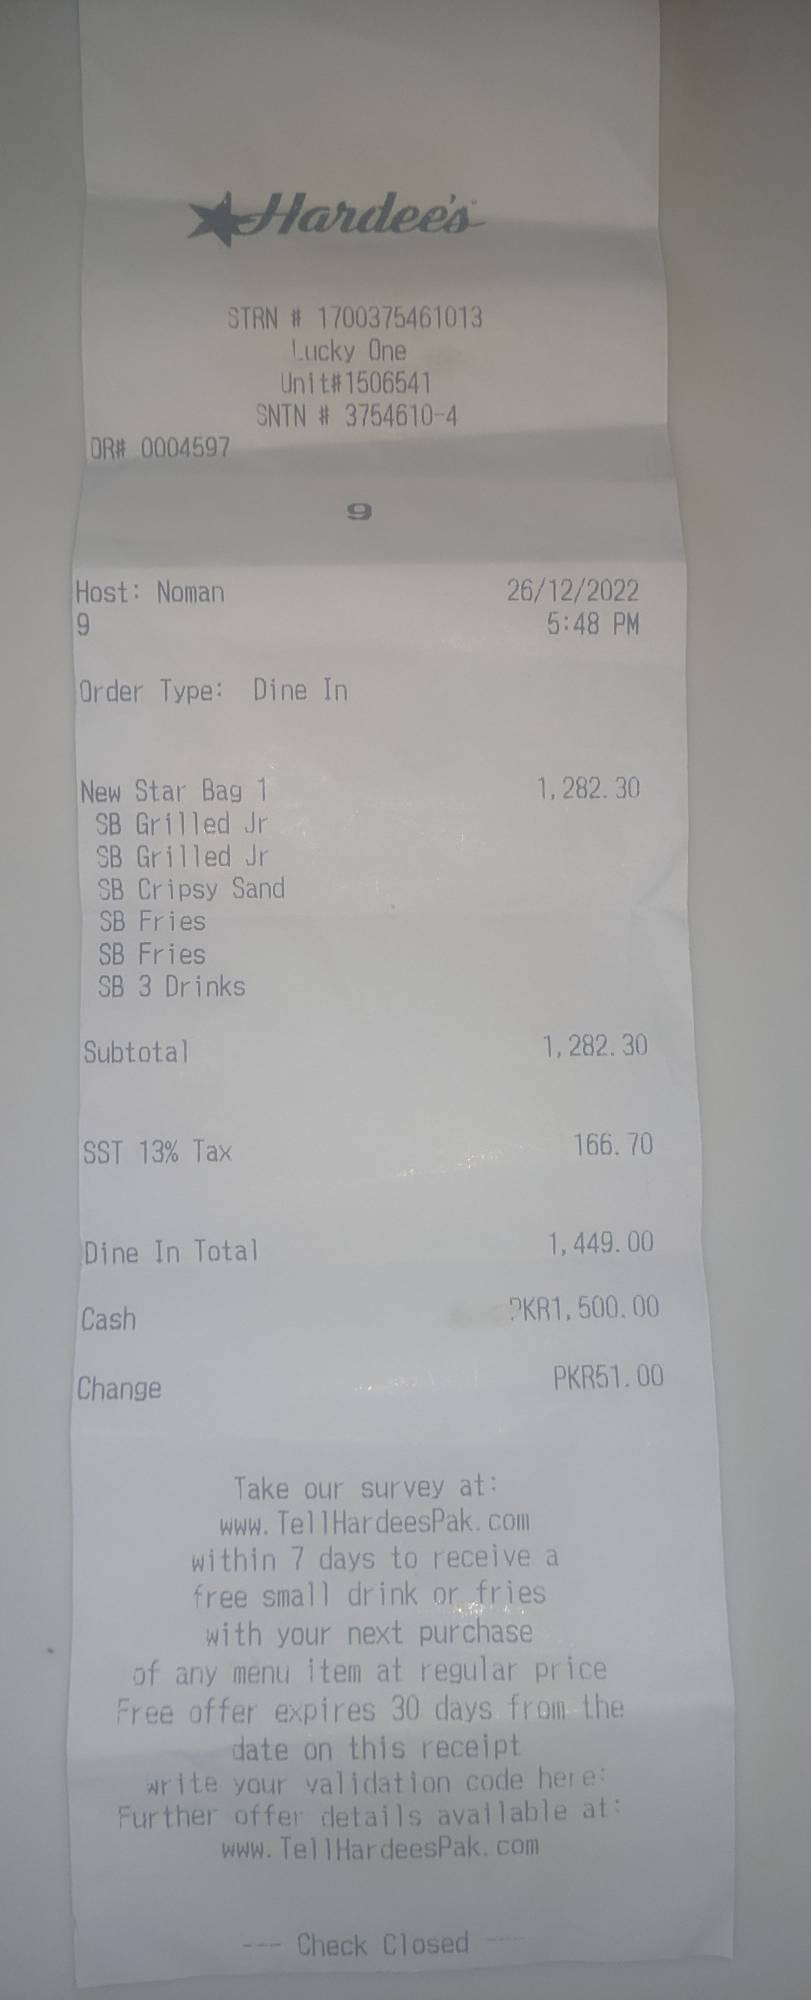 Hardee's
STRN # 1700375461013
Lucky One
Unit#1506541
SNTN # 3754610-4
OR# 0004597
9
Host: Noman 26/12/2022
9 5:48 PM
Order Type: Dine In
New Star Bag 1 1,282.30
SB Grilled Jr
SB Grilled Jr
SB Cripsy Sand
SB Fries
SB Fries
SB 3 Drinks
Subtotal 1,282.30
SST 13% Tax 166.70
Dine In Total 1,449.00
Cash PKR1,500.00
Change PKR51.00
Take our survey at:
www.TellHardeesPak.com
within 7 days to receive a
free small drink or fries
with your next purchase
of any menu item at regular price
Free offer expires 30 days from the
date on this receipt
write your validation code here:
Further offer details available at:
www.TellHardeesPak.com
--- Check Closed ---